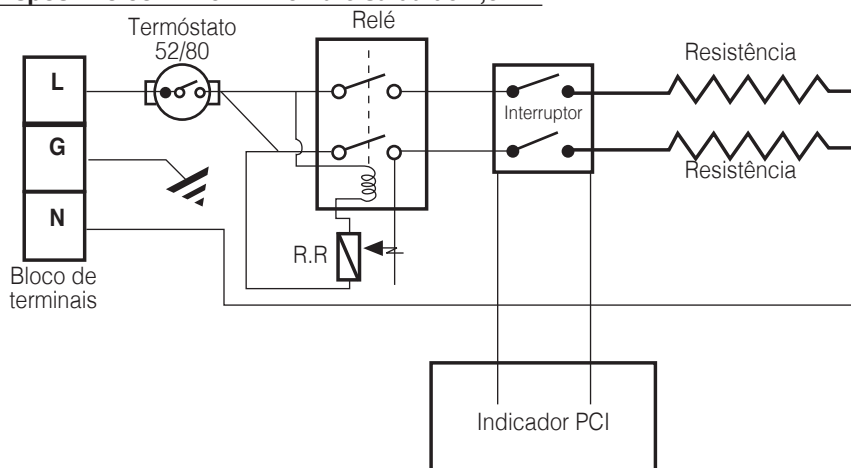 Relé
Termóstato
52/80
Resistência
L
Interruptor
G
Resistência
N
R.R
Bloco de
terminais
Indicador PCI